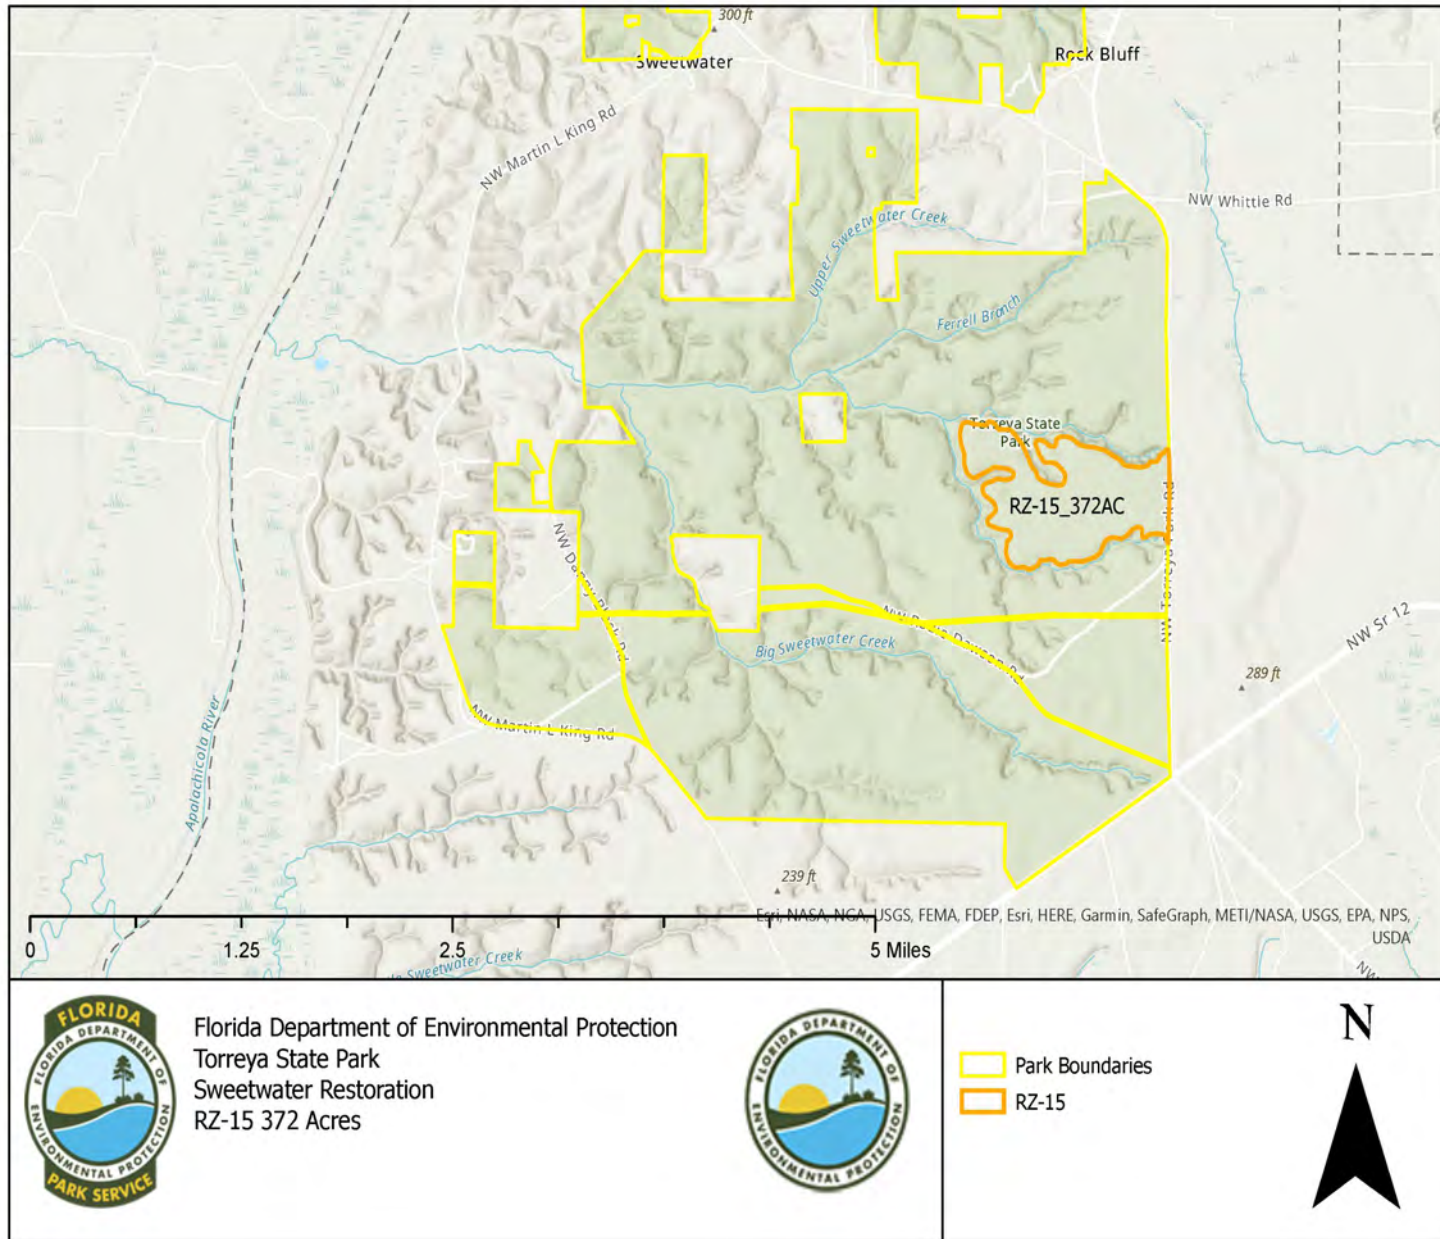 300 ft
Sweetwater
Rock Bluff
NW Martin L King Rd
NW Whittle Rd
Upper Sweetwater Creek
Ferrell Branch
Torreya State
Park
RZ-15_372AC
NW Torreya Park Rd
NW Sr 12
289 ft
Big Sweetwater Creek
NW Martin L King Rd
Apalachicola River
239 ft
Esri, NASA, NGA, USGS, FEMA, FDEP, Esri, HERE, Garmin, SafeGraph, METI/NASA, USGS, EPA, NPS,
USDA
0 1.25 2.5 5 Miles
Sweetwater Creek
NW
FLORIDA
FLORIDA DEPARTMENT OF
ENVIRONMENTAL PROTECTION
PARK SERVICE
Florida Department of Environmental Protection
Torreya State Park
Sweetwater Restoration
RZ-15 372 Acres
FLORIDA DEPARTMENT OF
ENVIRONMENTAL PROTECTION
Park Boundaries
RZ-15
N